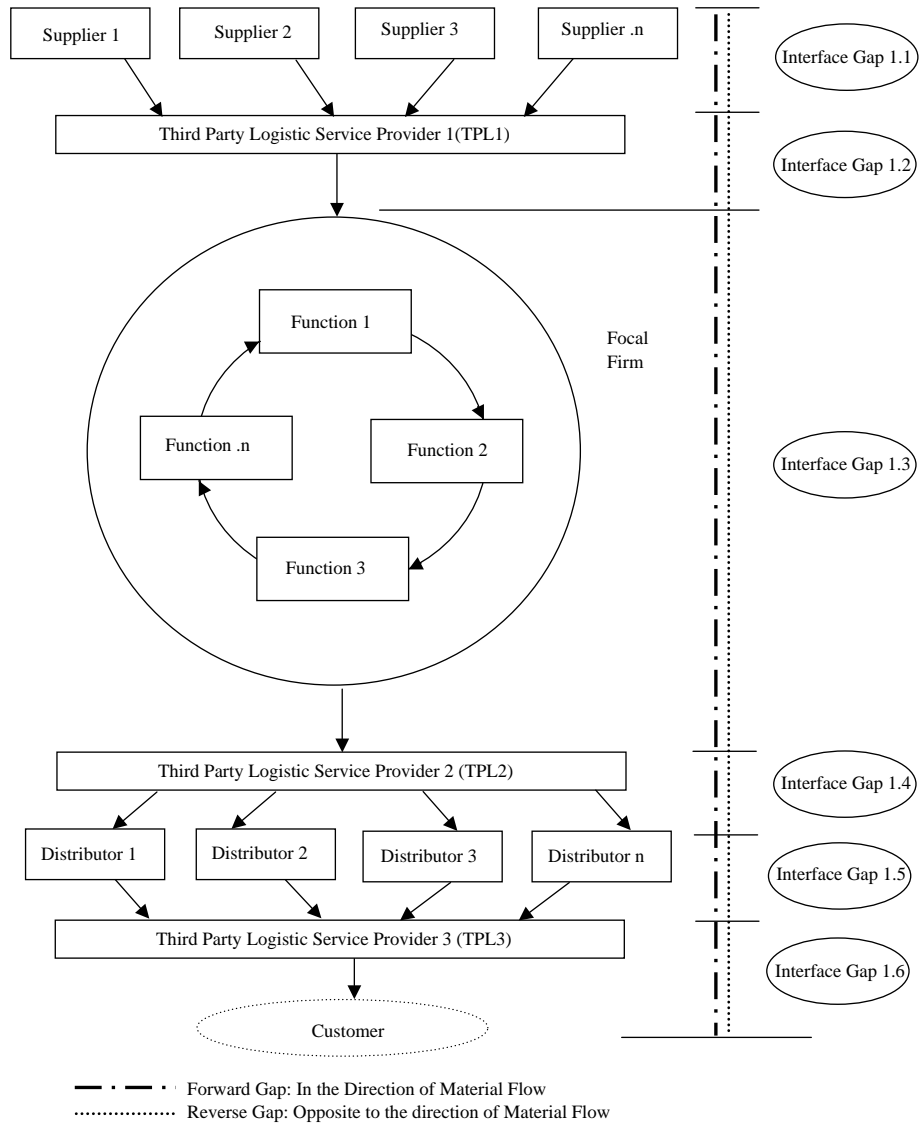 Supplier 1
Supplier 2
Supplier 3
Supplier .n
Interface Gap 1.1
Third Party Logistic Service Provider 1(TPL1)
Interface Gap 1.2
Function 1
Focal
Firm
Function .n
Function 2
Interface Gap 1.3
Function 3
Third Party Logistic Service Provider 2 (TPL2)
Interface Gap 1.4
Distributor 1
Distributor 2
Distributor 3
Distributor n
Interface Gap 1.5
Third Party Logistic Service Provider 3 (TPL3)
Interface Gap 1.6
Customer
Forward Gap: In the Direction of Material Flow
Reverse Gap: Opposite to the direction of Material Flow